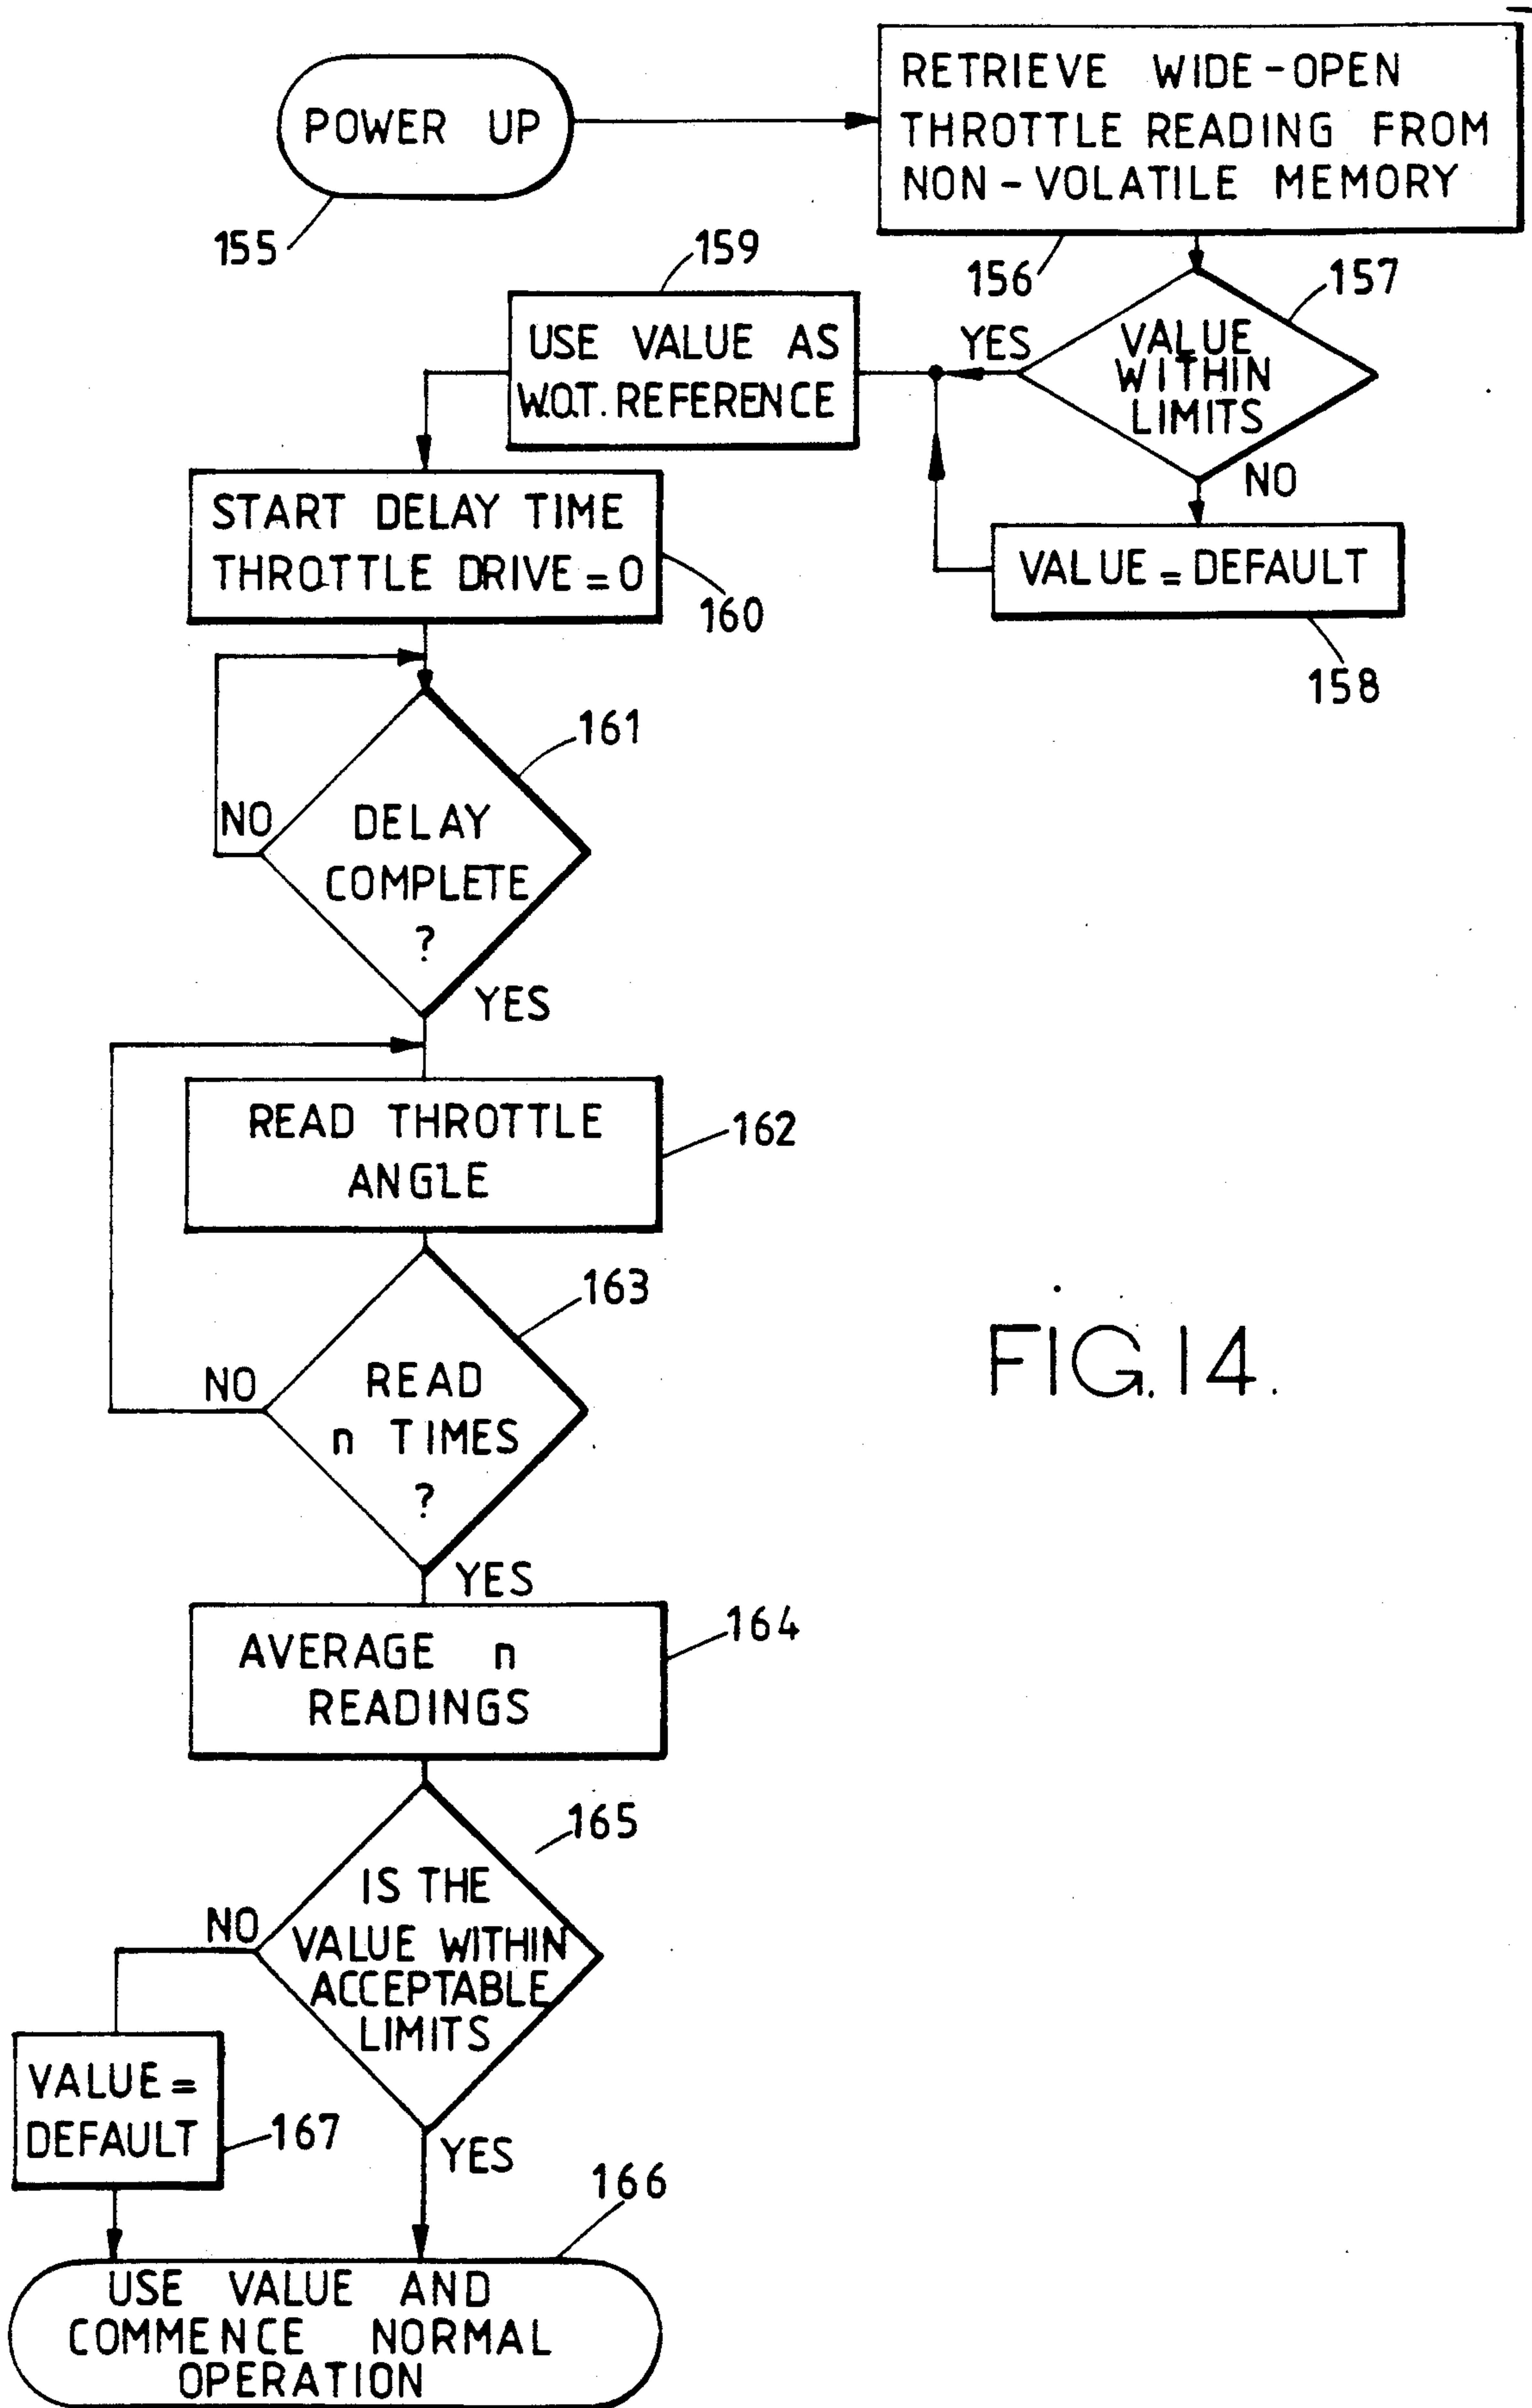 POWER UP
155
RETRIEVE WIDE-OPEN
THROTTLE READING FROM
NON-VOLATILE MEMORY
156
157
VALUE
WITHIN
LIMITS
YES
NO
VALUE = DEFAULT
158
159
USE VALUE AS
W.O.T. REFERENCE
START DELAY TIME
THROTTLE DRIVE = 0
160
161
DELAY
COMPLETE
?
NO
YES
READ THROTTLE
ANGLE
162
163
READ
n TIMES
?
NO
YES
AVERAGE n
READINGS
164
165
IS THE
VALUE WITHIN
ACCEPTABLE
LIMITS
NO
YES
VALUE =
DEFAULT
167
166
USE VALUE AND
COMMENCE NORMAL
OPERATION
FIG. 14.